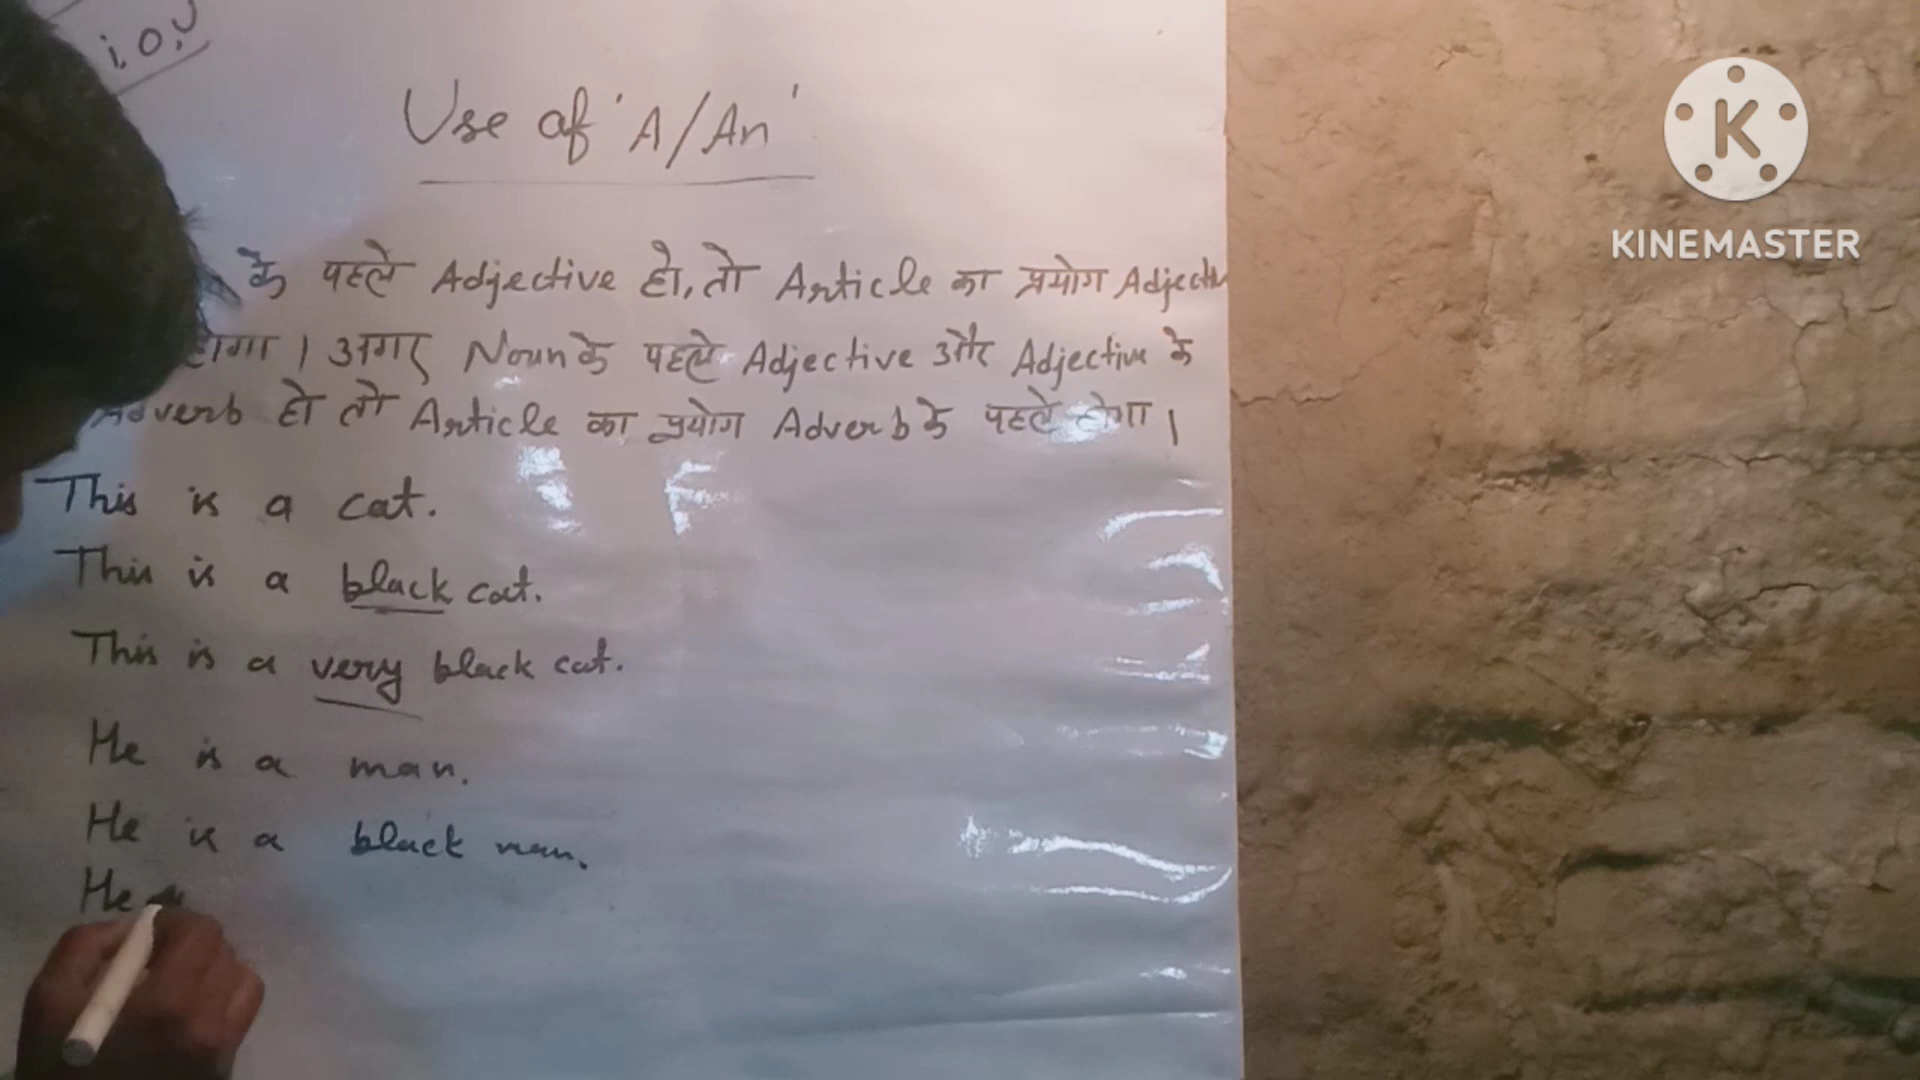 i, o, u
Use of 'A/An'
के पहले Adjective हो, तो Article का प्रयोग Adjectiv
होगा। अगर Noun के पहले Adjective और Adjective के
Adverb हो तो Article का प्रयोग Adverb के पहले होगा।
This is a cat.
This is a black cat.
This is a very black cat.
He is a man.
He is a black man.
He
KINEMASTER